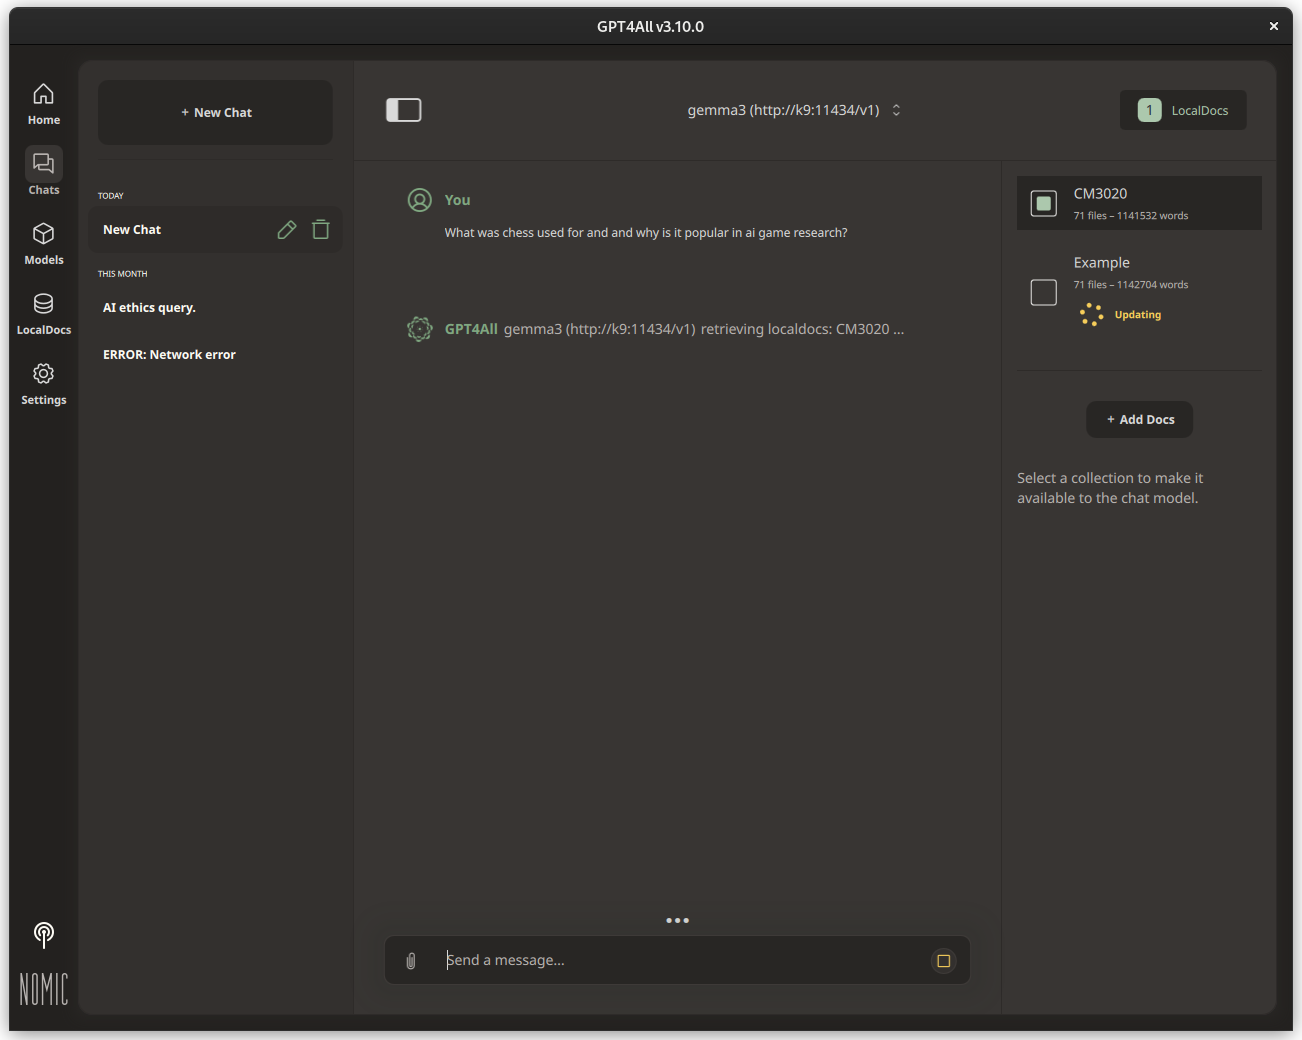 GPT4All v3.10.0
Home
Chats
Models
LocalDocs
Settings
NOMIC
+ New Chat
TODAY
New Chat
THIS MONTH
AI ethics query.
ERROR: Network error
gemma3 (http://k9:11434/v1)
1 LocalDocs
You
What was chess used for and and why is it popular in ai game research?
GPT4All gemma3 (http://k9:11434/v1) retrieving localdocs: CM3020 ...
Send a message...
CM3020
71 files – 1141532 words
Example
71 files – 1142704 words
Updating
+ Add Docs
Select a collection to make it
available to the chat model.